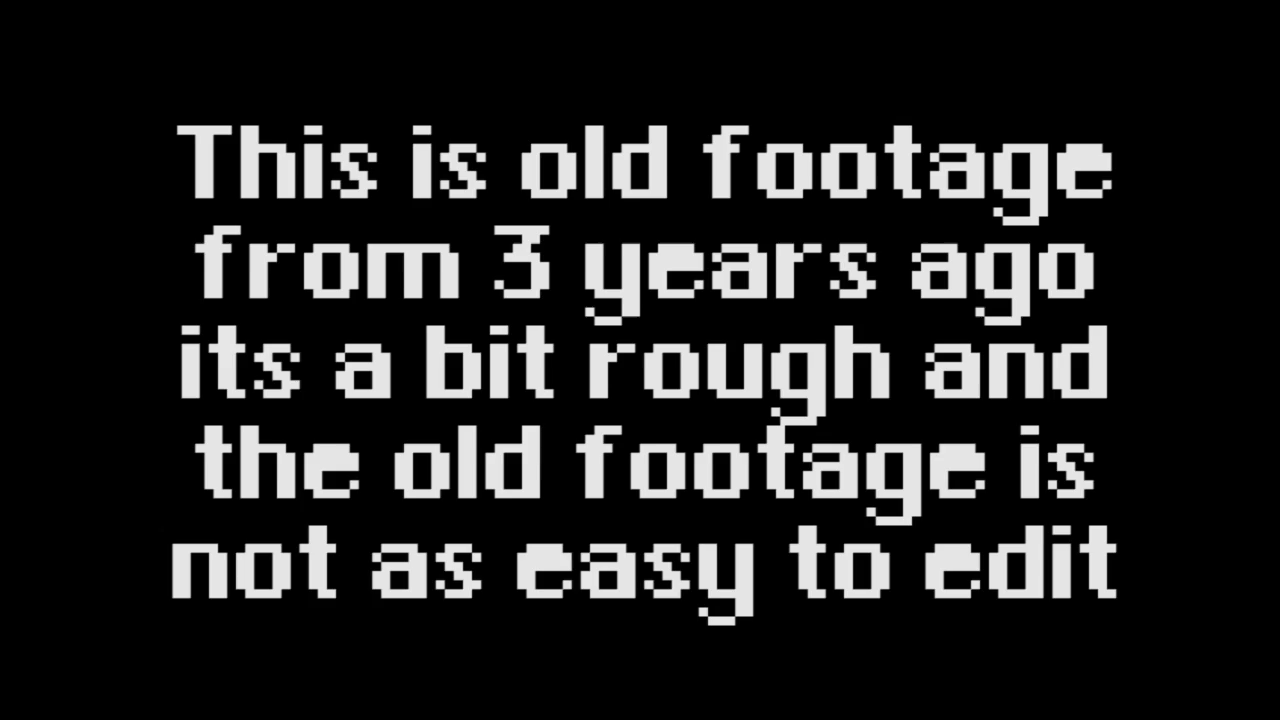 This is old footage
from 3 years ago
its a bit rough and
the old footage is
not as easy to edit